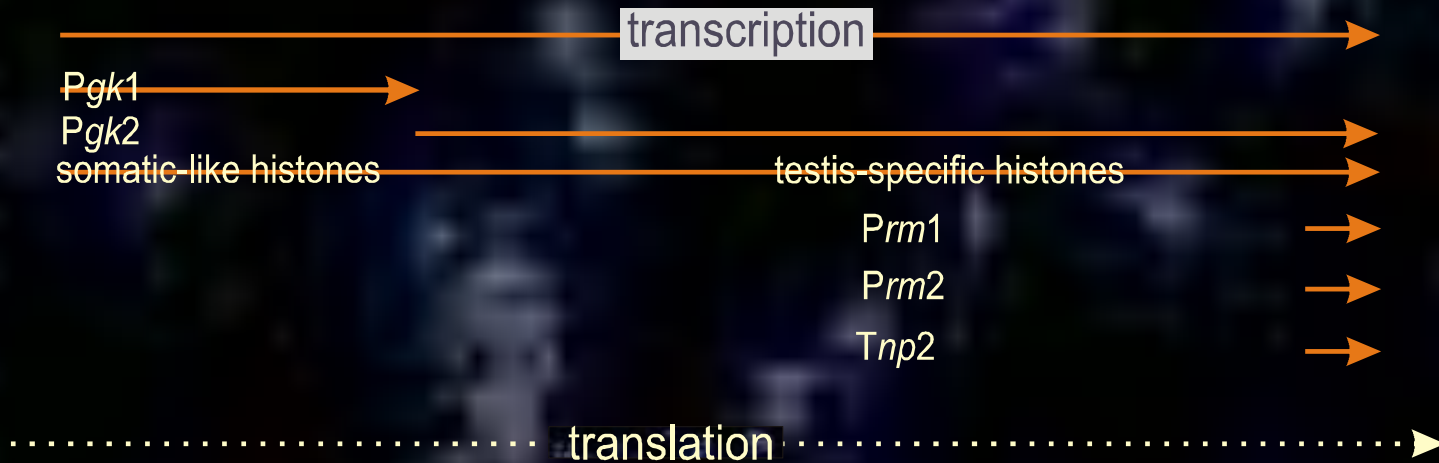 transcription
Pgk1
Pgk2
somatic-like histones testis-specific histones
Prm1
Prm2
Tnp2
translation